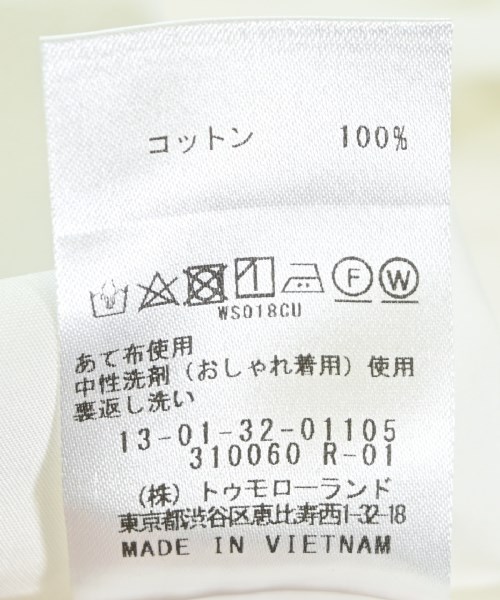 コットン 100%
F W
WS018CU
あて布使用
中性洗剤（おしゃれ着用）使用
裏返し洗い
13-01-32-01105
310060 R-01
（株）トゥモローランド
東京都渋谷区恵比寿西1-32-18
MADE IN VIETNAM